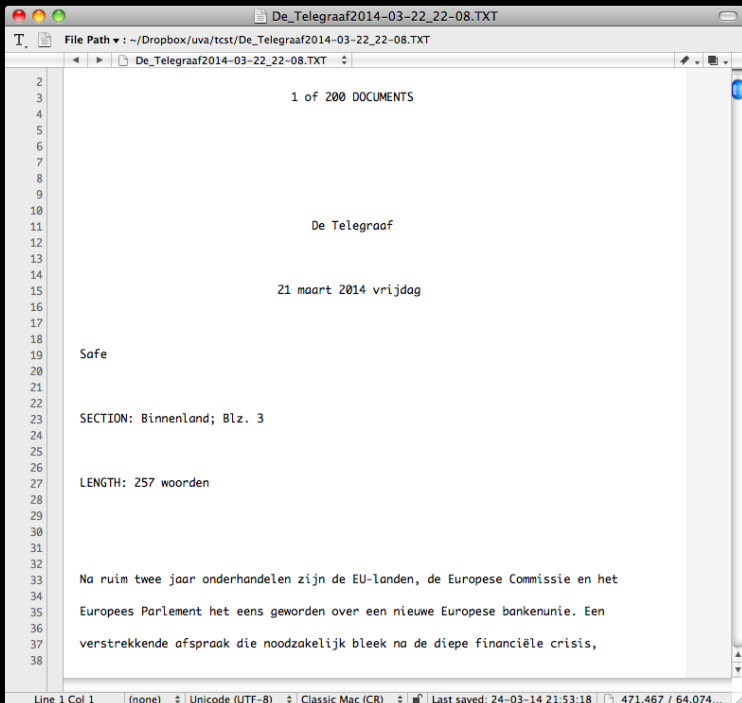 De_Telegraaf2014-03-22_22-08.TXT
File Path ▾ : ~/Dropbox/uva/tcst/De_Telegraaf2014-03-22_22-08.TXT
De_Telegraaf2014-03-22_22-08.TXT
2
3 1 of 200 DOCUMENTS
4
5
6
7
8
9
10
11 De Telegraaf
12
13
14
15 21 maart 2014 vrijdag
16
17
18
19 Safe
20
21
22
23 SECTION: Binnenland; Blz. 3
24
25
26
27 LENGTH: 257 woorden
28
29
30
31
32
33 Na ruim twee jaar onderhandelen zijn de EU-landen, de Europese Commissie en het
34
35 Europees Parlement het eens geworden over een nieuwe Europese bankenunie. Een
36
37 verstrekkende afspraak die noodzakelijk bleek na de diepe financiële crisis,
38
Line 1 Col 1 (none) Unicode (UTF-8) Classic Mac (CR) Last saved: 24-03-14 21:53:18 471.467 / 64.074...